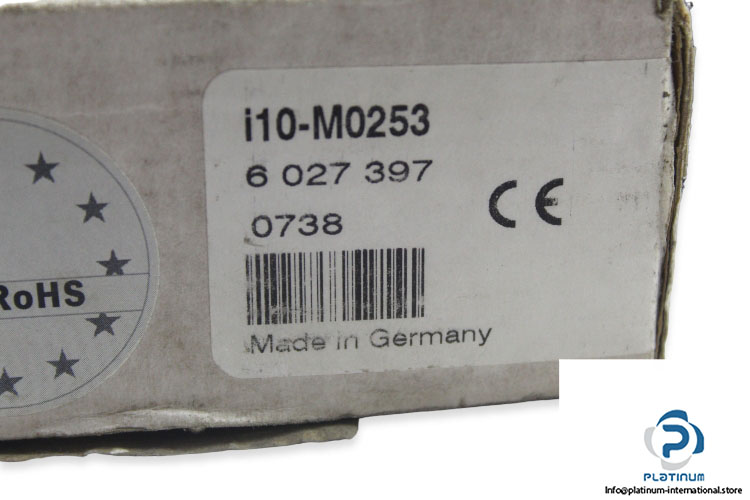 i10-M0253
6 027 397
0738
CE
Made in Germany
RoHS
PLATINUM
Info@platinum-international.store